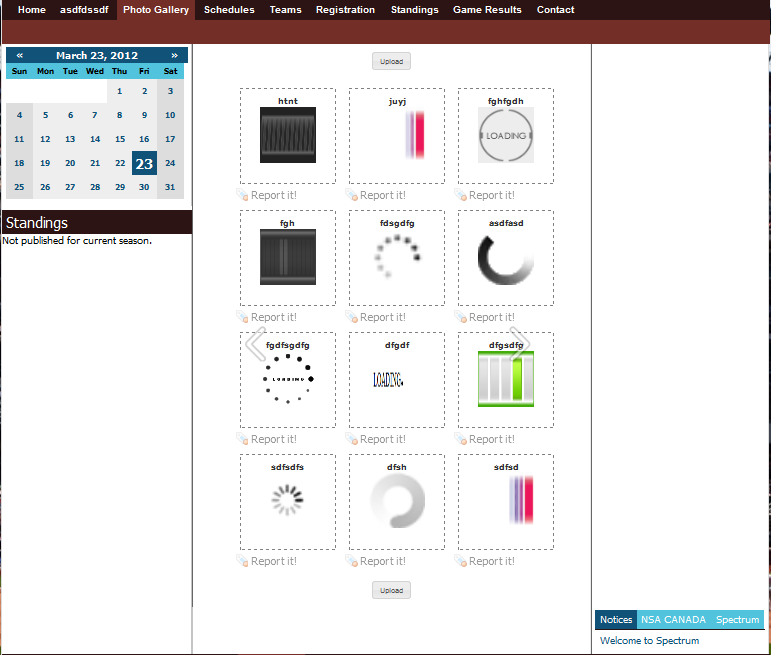 Home asdfdssdf Photo Gallery Schedules Teams Registration Standings Game Results Contact
« March 23, 2012 »
Sun Mon Tue Wed Thu Fri Sat
1 2 3
4 5 6 7 8 9 10
11 12 13 14 15 16 17
18 19 20 21 22 23 24
25 26 27 28 29 30 31
Standings
Not published for current season.
Upload
htnt juyj fghfgdh
LOADING
Report it! Report it! Report it!
fgh fdsgdfg asdfasd
Report it! Report it! Report it!
fgdfsgdfg dfgdf dfgsdfg
LOADING LOADING.
Report it! Report it! Report it!
sdfsdfs dfsh sdfsd
Report it! Report it! Report it!
Upload
Notices NSA CANADA Spectrum
Welcome to Spectrum